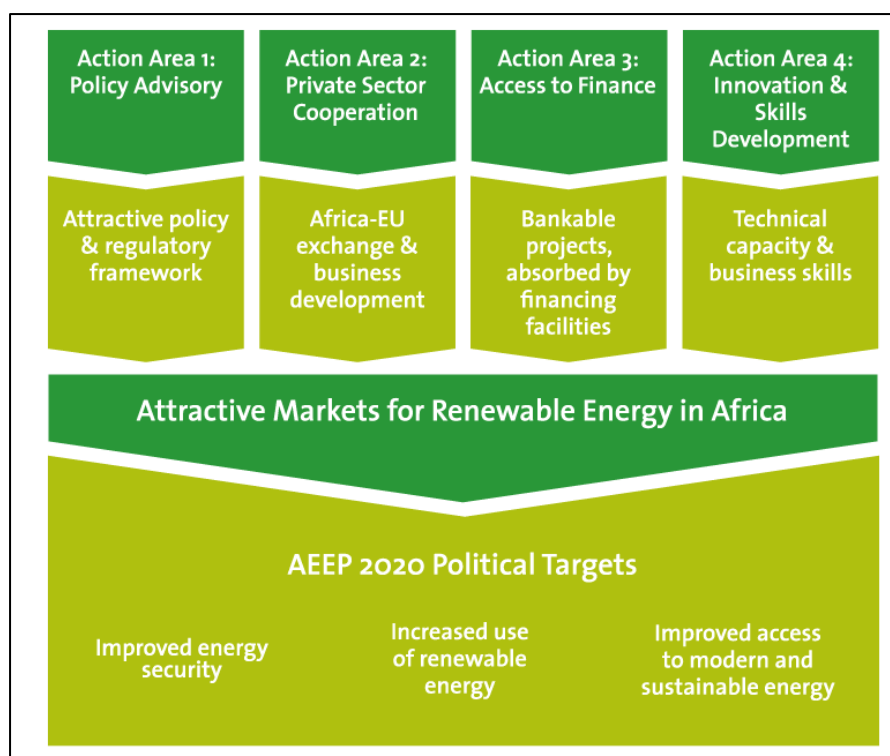 Action Area 1:
Policy Advisory
Action Area 2:
Private Sector
Cooperation
Action Area 3:
Access to Finance
Action Area 4:
Innovation &
Skills
Development
Attractive policy
& regulatory
framework
Africa-EU
exchange &
business
development
Bankable
projects,
absorbed by
financing
facilities
Technical
capacity &
business skills
Attractive Markets for Renewable Energy in Africa
AEEP 2020 Political Targets
Improved energy
security
Increased use
of renewable
energy
Improved access
to modern and
sustainable energy